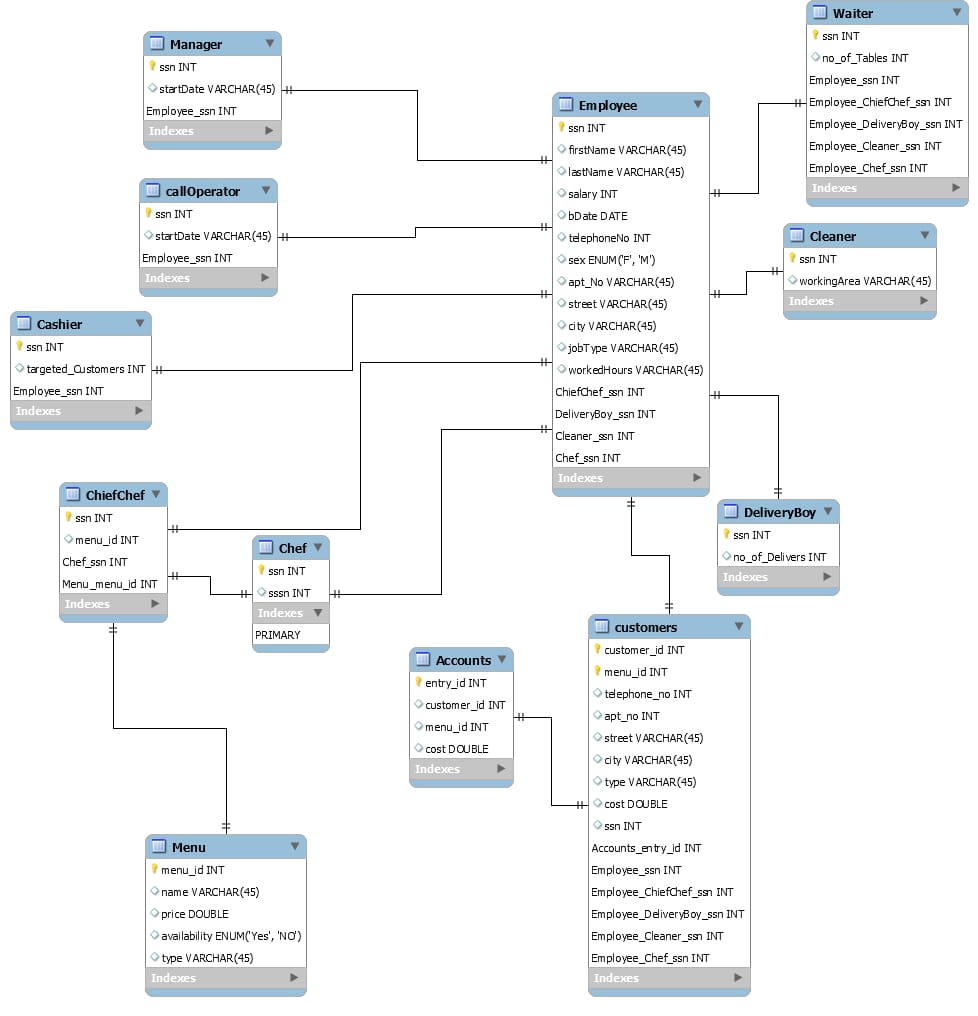 Manager
ssn INT
startDate VARCHAR(45)
Employee_ssn INT
Indexes
callOperator
ssn INT
startDate VARCHAR(45)
Employee_ssn INT
Indexes
Cashier
ssn INT
targeted_Customers INT
Employee_ssn INT
Indexes
Employee
ssn INT
firstName VARCHAR(45)
lastName VARCHAR(45)
salary INT
bDate DATE
telephoneNo INT
sex ENUM('F', 'M')
apt_No VARCHAR(45)
street VARCHAR(45)
city VARCHAR(45)
jobType VARCHAR(45)
workedHours VARCHAR(45)
ChiefChef_ssn INT
DeliveryBoy_ssn INT
Cleaner_ssn INT
Chef_ssn INT
Indexes
Waiter
ssn INT
no_of_Tables INT
Employee_ssn INT
Employee_ChiefChef_ssn INT
Employee_DeliveryBoy_ssn INT
Employee_Cleaner_ssn INT
Employee_Chef_ssn INT
Indexes
Cleaner
ssn INT
workingArea VARCHAR(45)
Indexes
ChiefChef
ssn INT
menu_id INT
Chef_ssn INT
Menu_menu_id INT
Indexes
Chef
ssn INT
sssn INT
Indexes
PRIMARY
DeliveryBoy
ssn INT
no_of_Delivers INT
Indexes
Accounts
entry_id INT
customer_id INT
menu_id INT
cost DOUBLE
Indexes
customers
customer_id INT
menu_id INT
telephone_no INT
apt_no INT
street VARCHAR(45)
city VARCHAR(45)
type VARCHAR(45)
cost DOUBLE
ssn INT
Accounts_entry_id INT
Employee_ssn INT
Employee_ChiefChef_ssn INT
Employee_DeliveryBoy_ssn INT
Employee_Cleaner_ssn INT
Employee_Chef_ssn INT
Indexes
Menu
menu_id INT
name VARCHAR(45)
price DOUBLE
availability ENUM('Yes', 'NO')
type VARCHAR(45)
Indexes